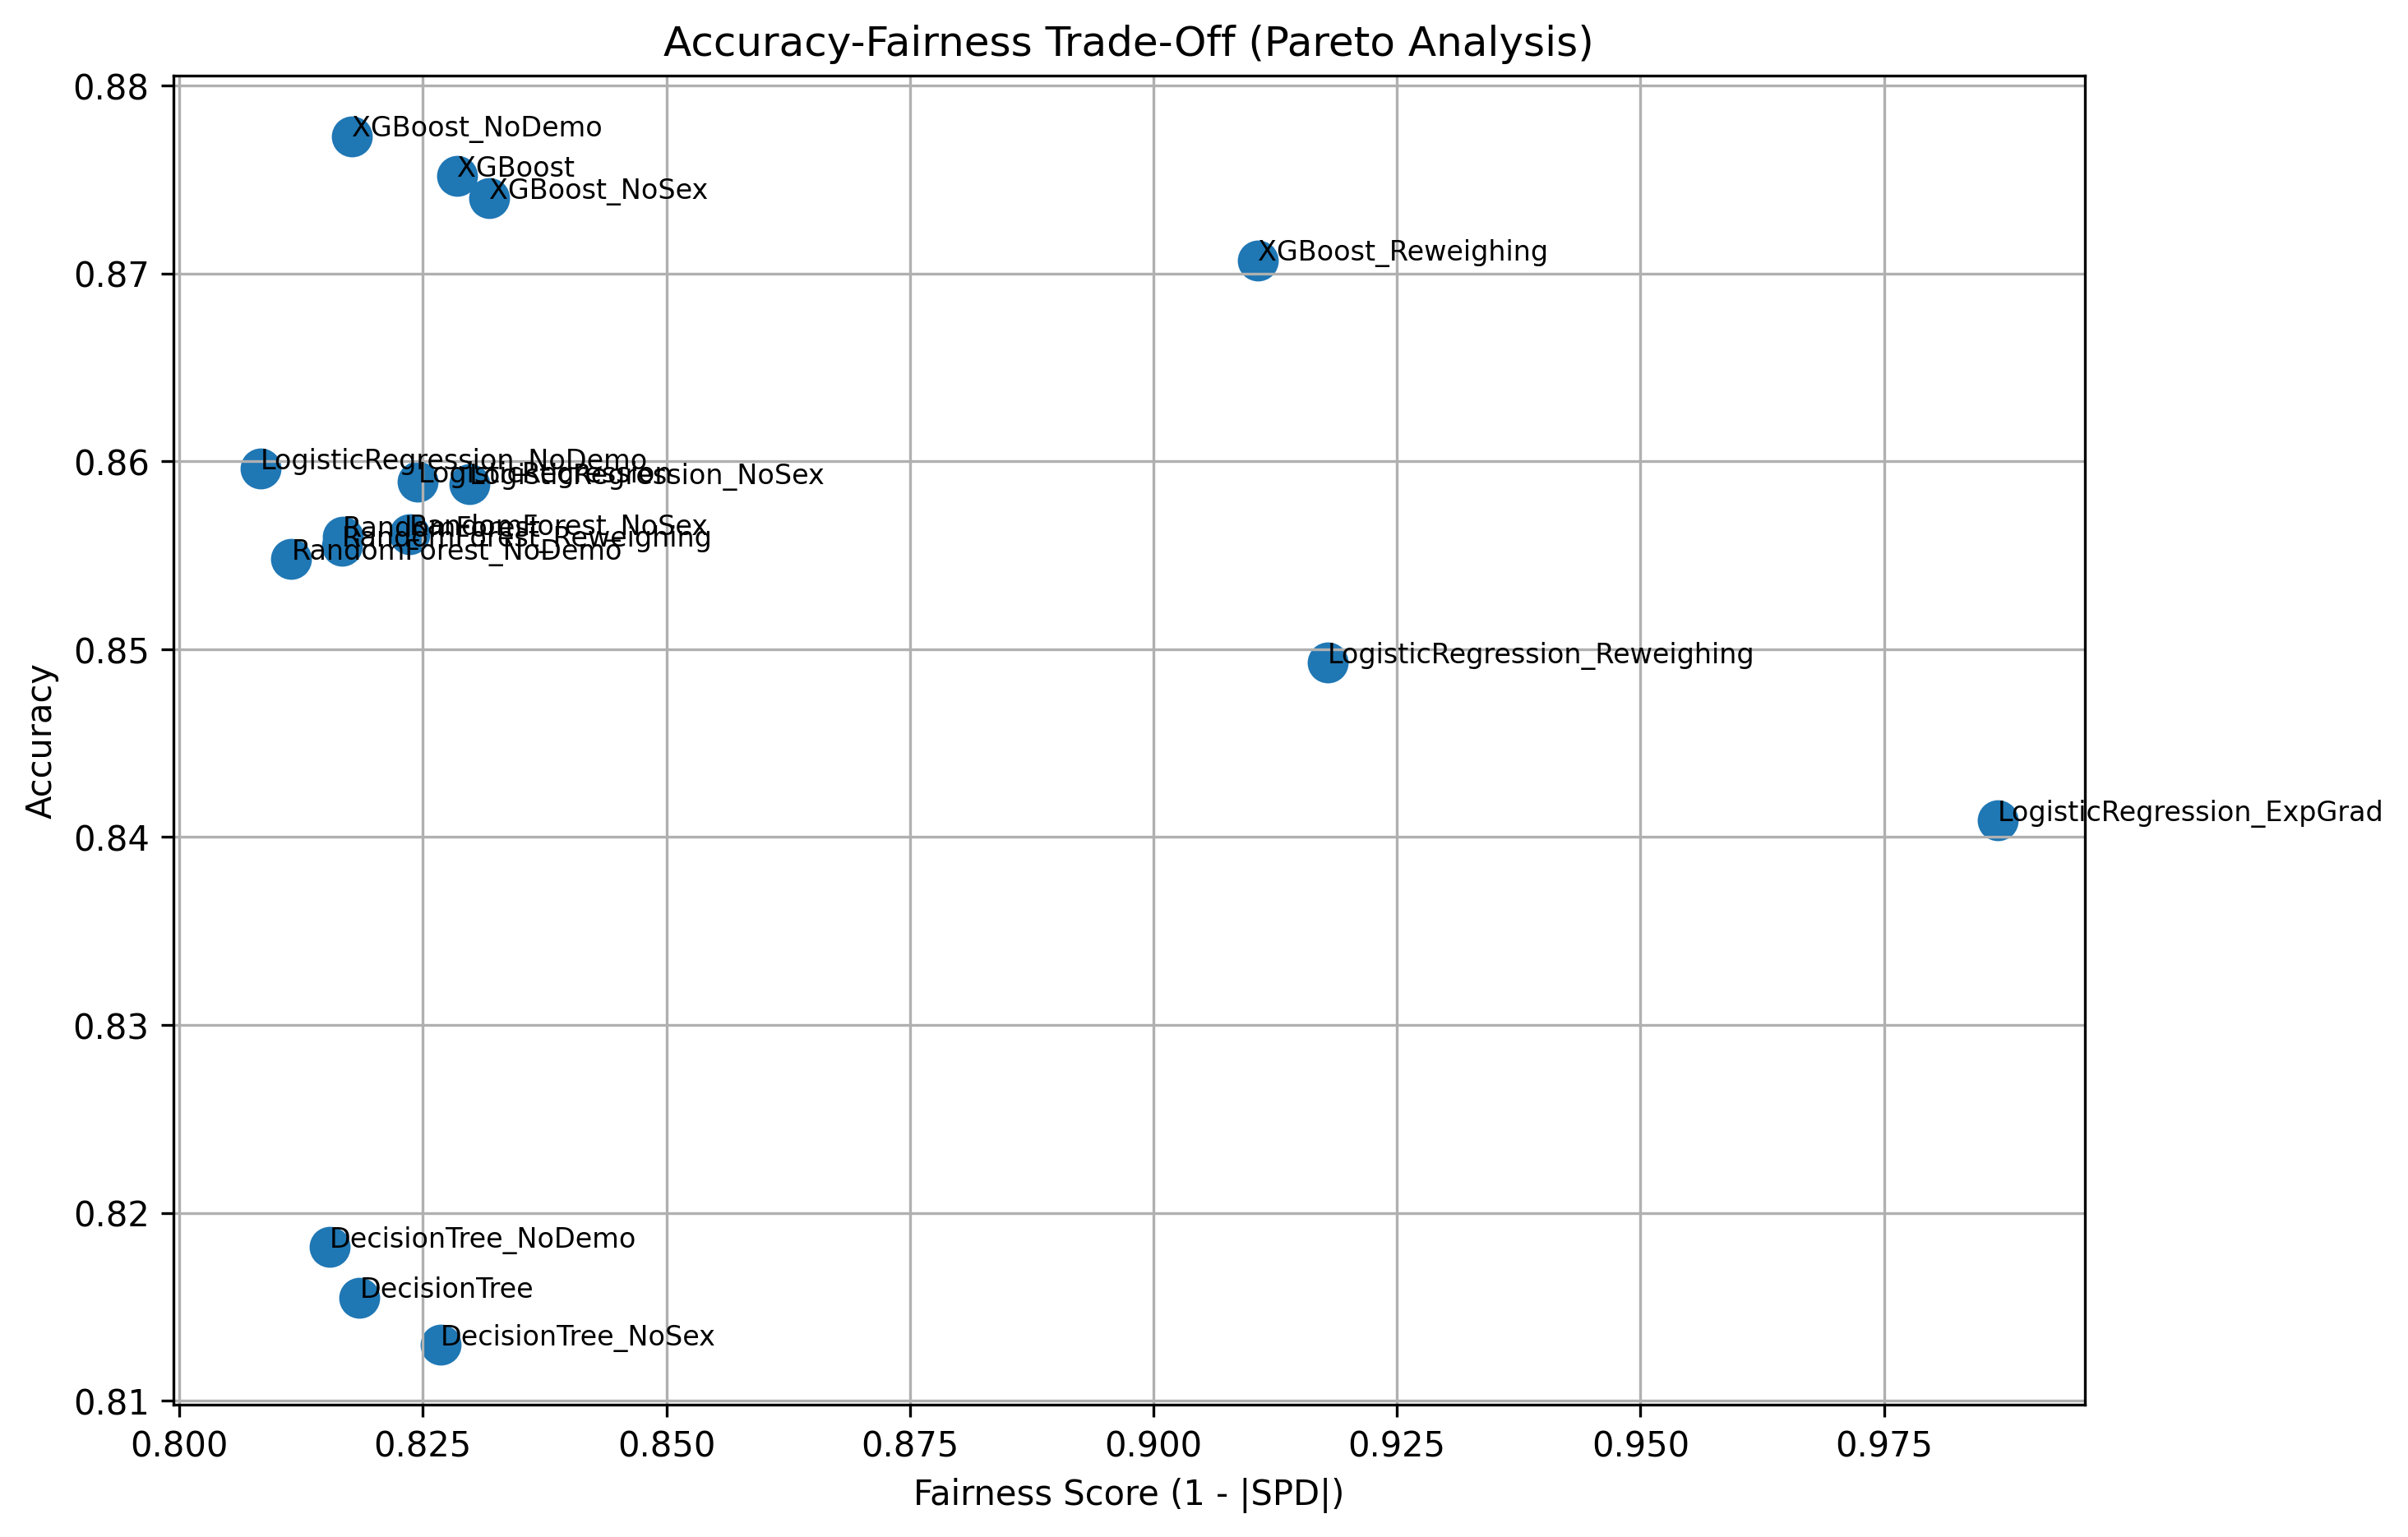 Accuracy-Fairness Trade-Off (Pareto Analysis)
0.88
XGBoost_NoDemo
XGBoost
XGBoost_NoSex
XGBoost_Reweighing
0.87
0.86
LogisticRegression_NoDemo
LogisticRegression
LogisticRegression_NoSex
RandomForest
RandomForest_NoSex
RandomForest_Reweighing
RandomForest_NoDemo
0.85
LogisticRegression_Reweighing
Accuracy
0.84
LogisticRegression_ExpGrad
0.83
0.82
DecisionTree_NoDemo
DecisionTree
DecisionTree_NoSex
0.81
0.800 0.825 0.850 0.875 0.900 0.925 0.950 0.975
Fairness Score (1 - |SPD|)